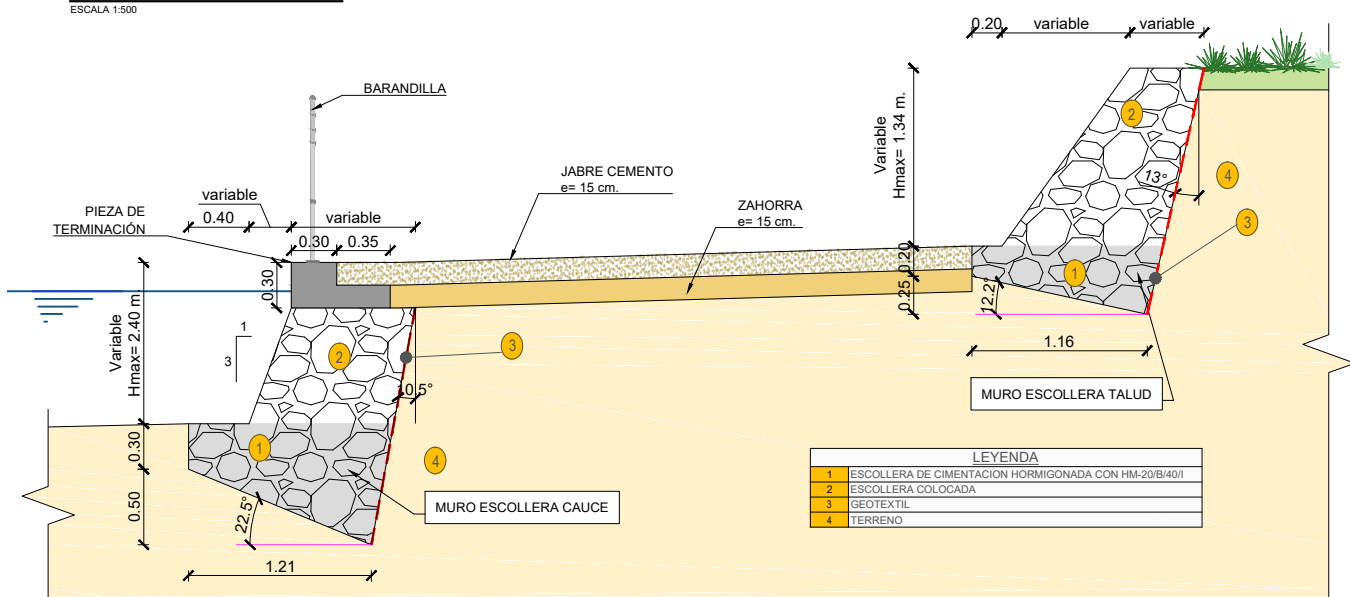 ESCALA 1:500
0.20
variable
variable
BARANDILLA
Variable
Hmax= 1.34 m.
2
13°
4
variable
0.40
JABRE CEMENTO
e= 15 cm.
ZAHORRA
e= 15 cm.
PIEZA DE
TERMINACIÓN
variable
0.30
0.35
3
0.20
0.30
1
0.25
12.2°
Variable
Hmax= 2.40 m.
1
3
2
3
1.16
10.5°
MURO ESCOLLERA TALUD
0.30
1
4
0.50
22.5°
MURO ESCOLLERA CAUCE
1.21
LEYENDA
1 ESCOLLERA DE CIMENTACION HORMIGONADA CON HM-20/B/40/I
2 ESCOLLERA COLOCADA
3 GEOTEXTIL
4 TERRENO